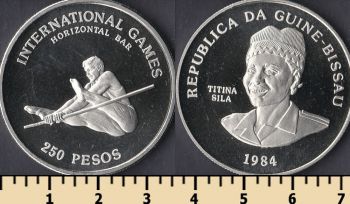 INTERNATIONAL GAMES
HORIZONTAL BAR
250 PESOS
REPUBLICA DA GUINE-BISSAU
TITINA
SILA
1984
1 2 3 4 5 6 7